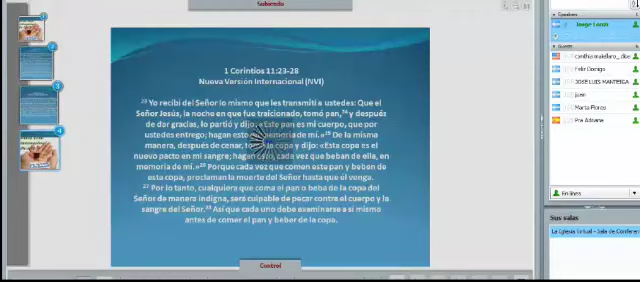 Subiendo
1 Corintios 11:23-28
Nueva Versión Internacional (NVI)
23 Yo recibí del Señor lo mismo que les transmití a ustedes: Que el
Señor Jesús, la noche en que fue traicionado, tomó pan, 24 y después
de dar gracias, lo partió y dijo: «Este pan es mi cuerpo, que por
ustedes entrego; hagan esto memoria de mí.» 25 De la misma
manera, después de cenar, tomó la copa y dijo: «Esta copa es el
nuevo pacto en mi sangre; hagan esto, cada vez que beban de ella, en
memoria de mí.» 26 Porque cada vez que comen este pan y beben de
esta copa, proclaman la muerte del Señor hasta que él venga.
27 Por lo tanto, cualquiera que coma el pan o beba de la copa del
Señor de manera indigna, será culpable de pecar contra el cuerpo y la
sangre del Señor. 28 Así que cada uno debe examinarse a sí mismo
antes de comer el pan y beber de la copa.
Control
Jorge
cynthia
JOSE LUIS MANTEIGA
juan
Marta Flores
Por Adriana
En línea
Sus salas
La Iglesia Virtual - Sala de Conferen